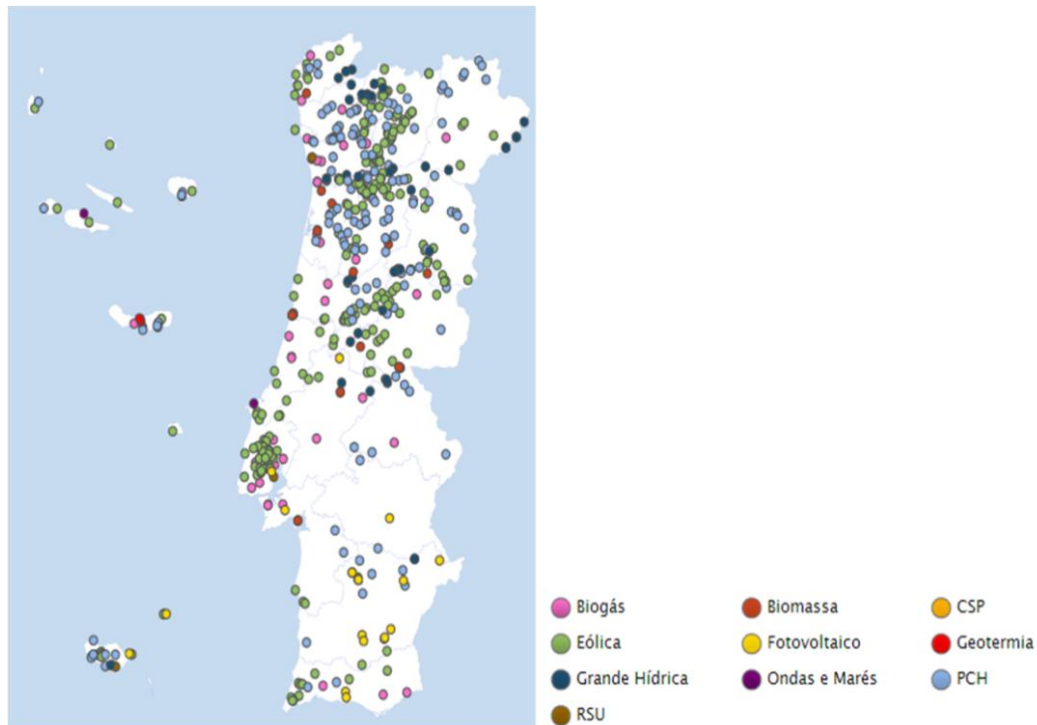 Biogás Biomassa CSP
Eólica Fotovoltaico Geotermia
Grande Hídrica Ondas e Marés PCH
RSU